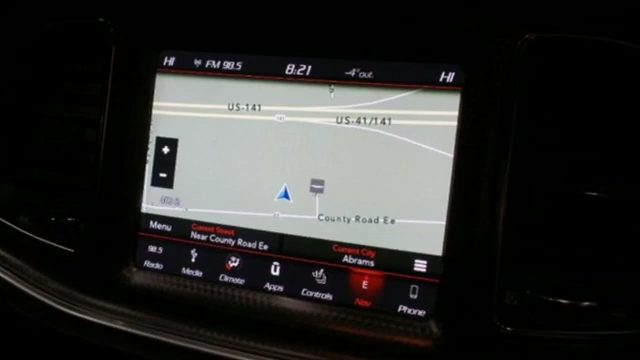 HI FM 98.5 8:21 -4° out. HI
S
US-141
141 US-41/141
+
-
County Road Ee
Menu Current Street Current City
Near County Road Ee Abrams
98.5 E
Radio Media Climate Apps Controls Nav Phone